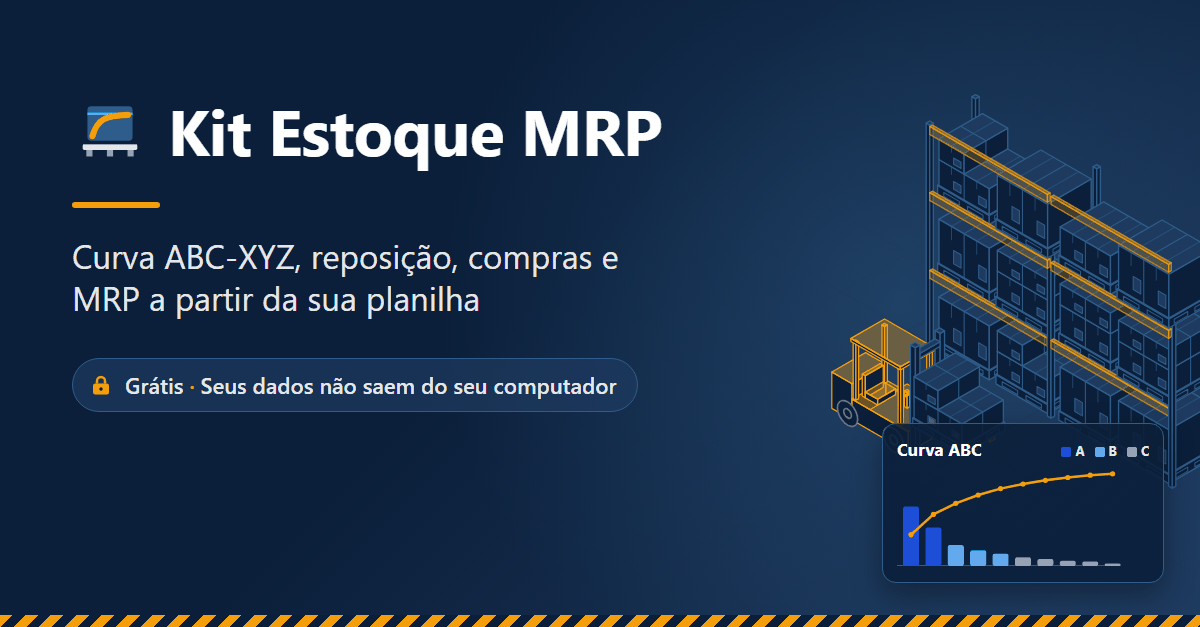 Kit Estoque MRP
Curva ABC-XYZ, reposição, compras e
MRP a partir da sua planilha
Grátis · Seus dados não saem do seu computador
Curva ABC
A B C